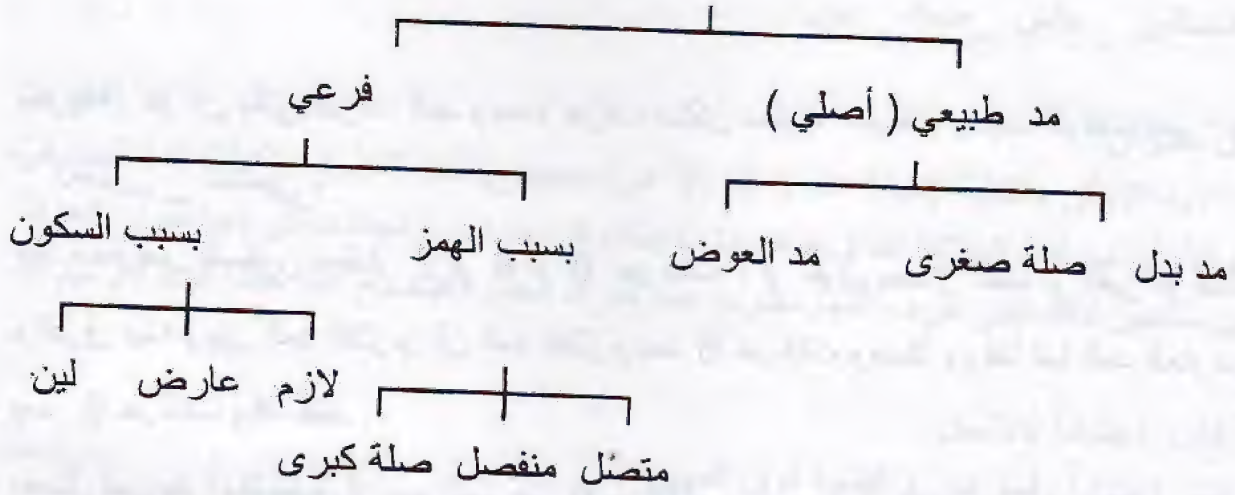 مد طبيعي ( أصلي ) فرعي
مد بدل صلة صغرى مد العوض بسبب الهمز بسبب السكون
لازم عارض لين
متصل منفصل صلة كبرى